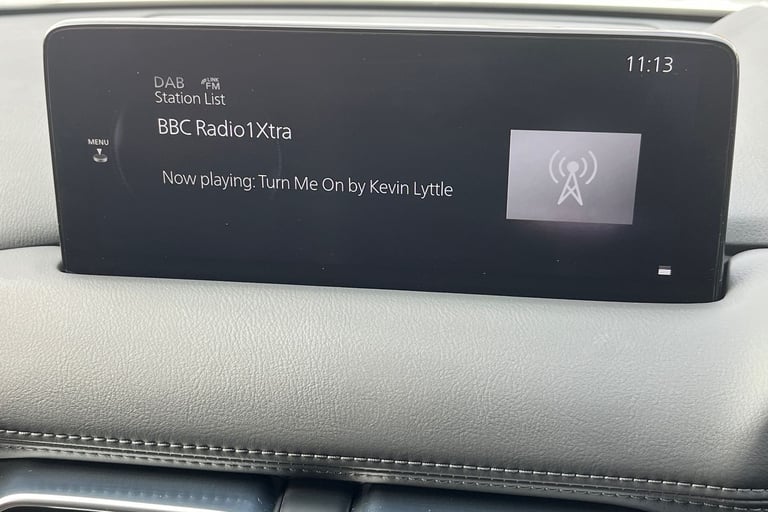 11:13
DAB LINK FM
Station List
BBC Radio1Xtra
MENU
Now playing: Turn Me On by Kevin Lyttle